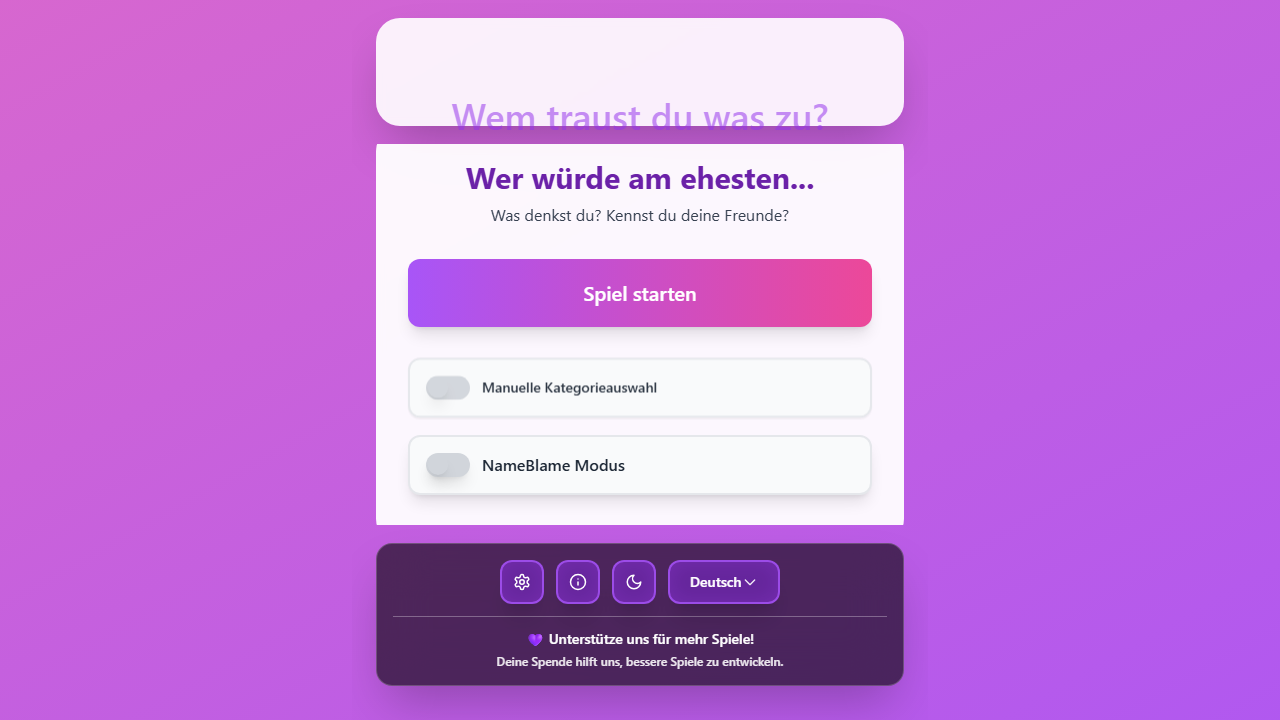 Wem traust du was zu?
Wer würde am ehesten...
Was denkst du? Kennst du deine Freunde?
Spiel starten
Manuelle Kategorieauswahl
NameBlame Modus
Deutsch
💜 Unterstütze uns für mehr Spiele!
Deine Spende hilft uns, bessere Spiele zu entwickeln.